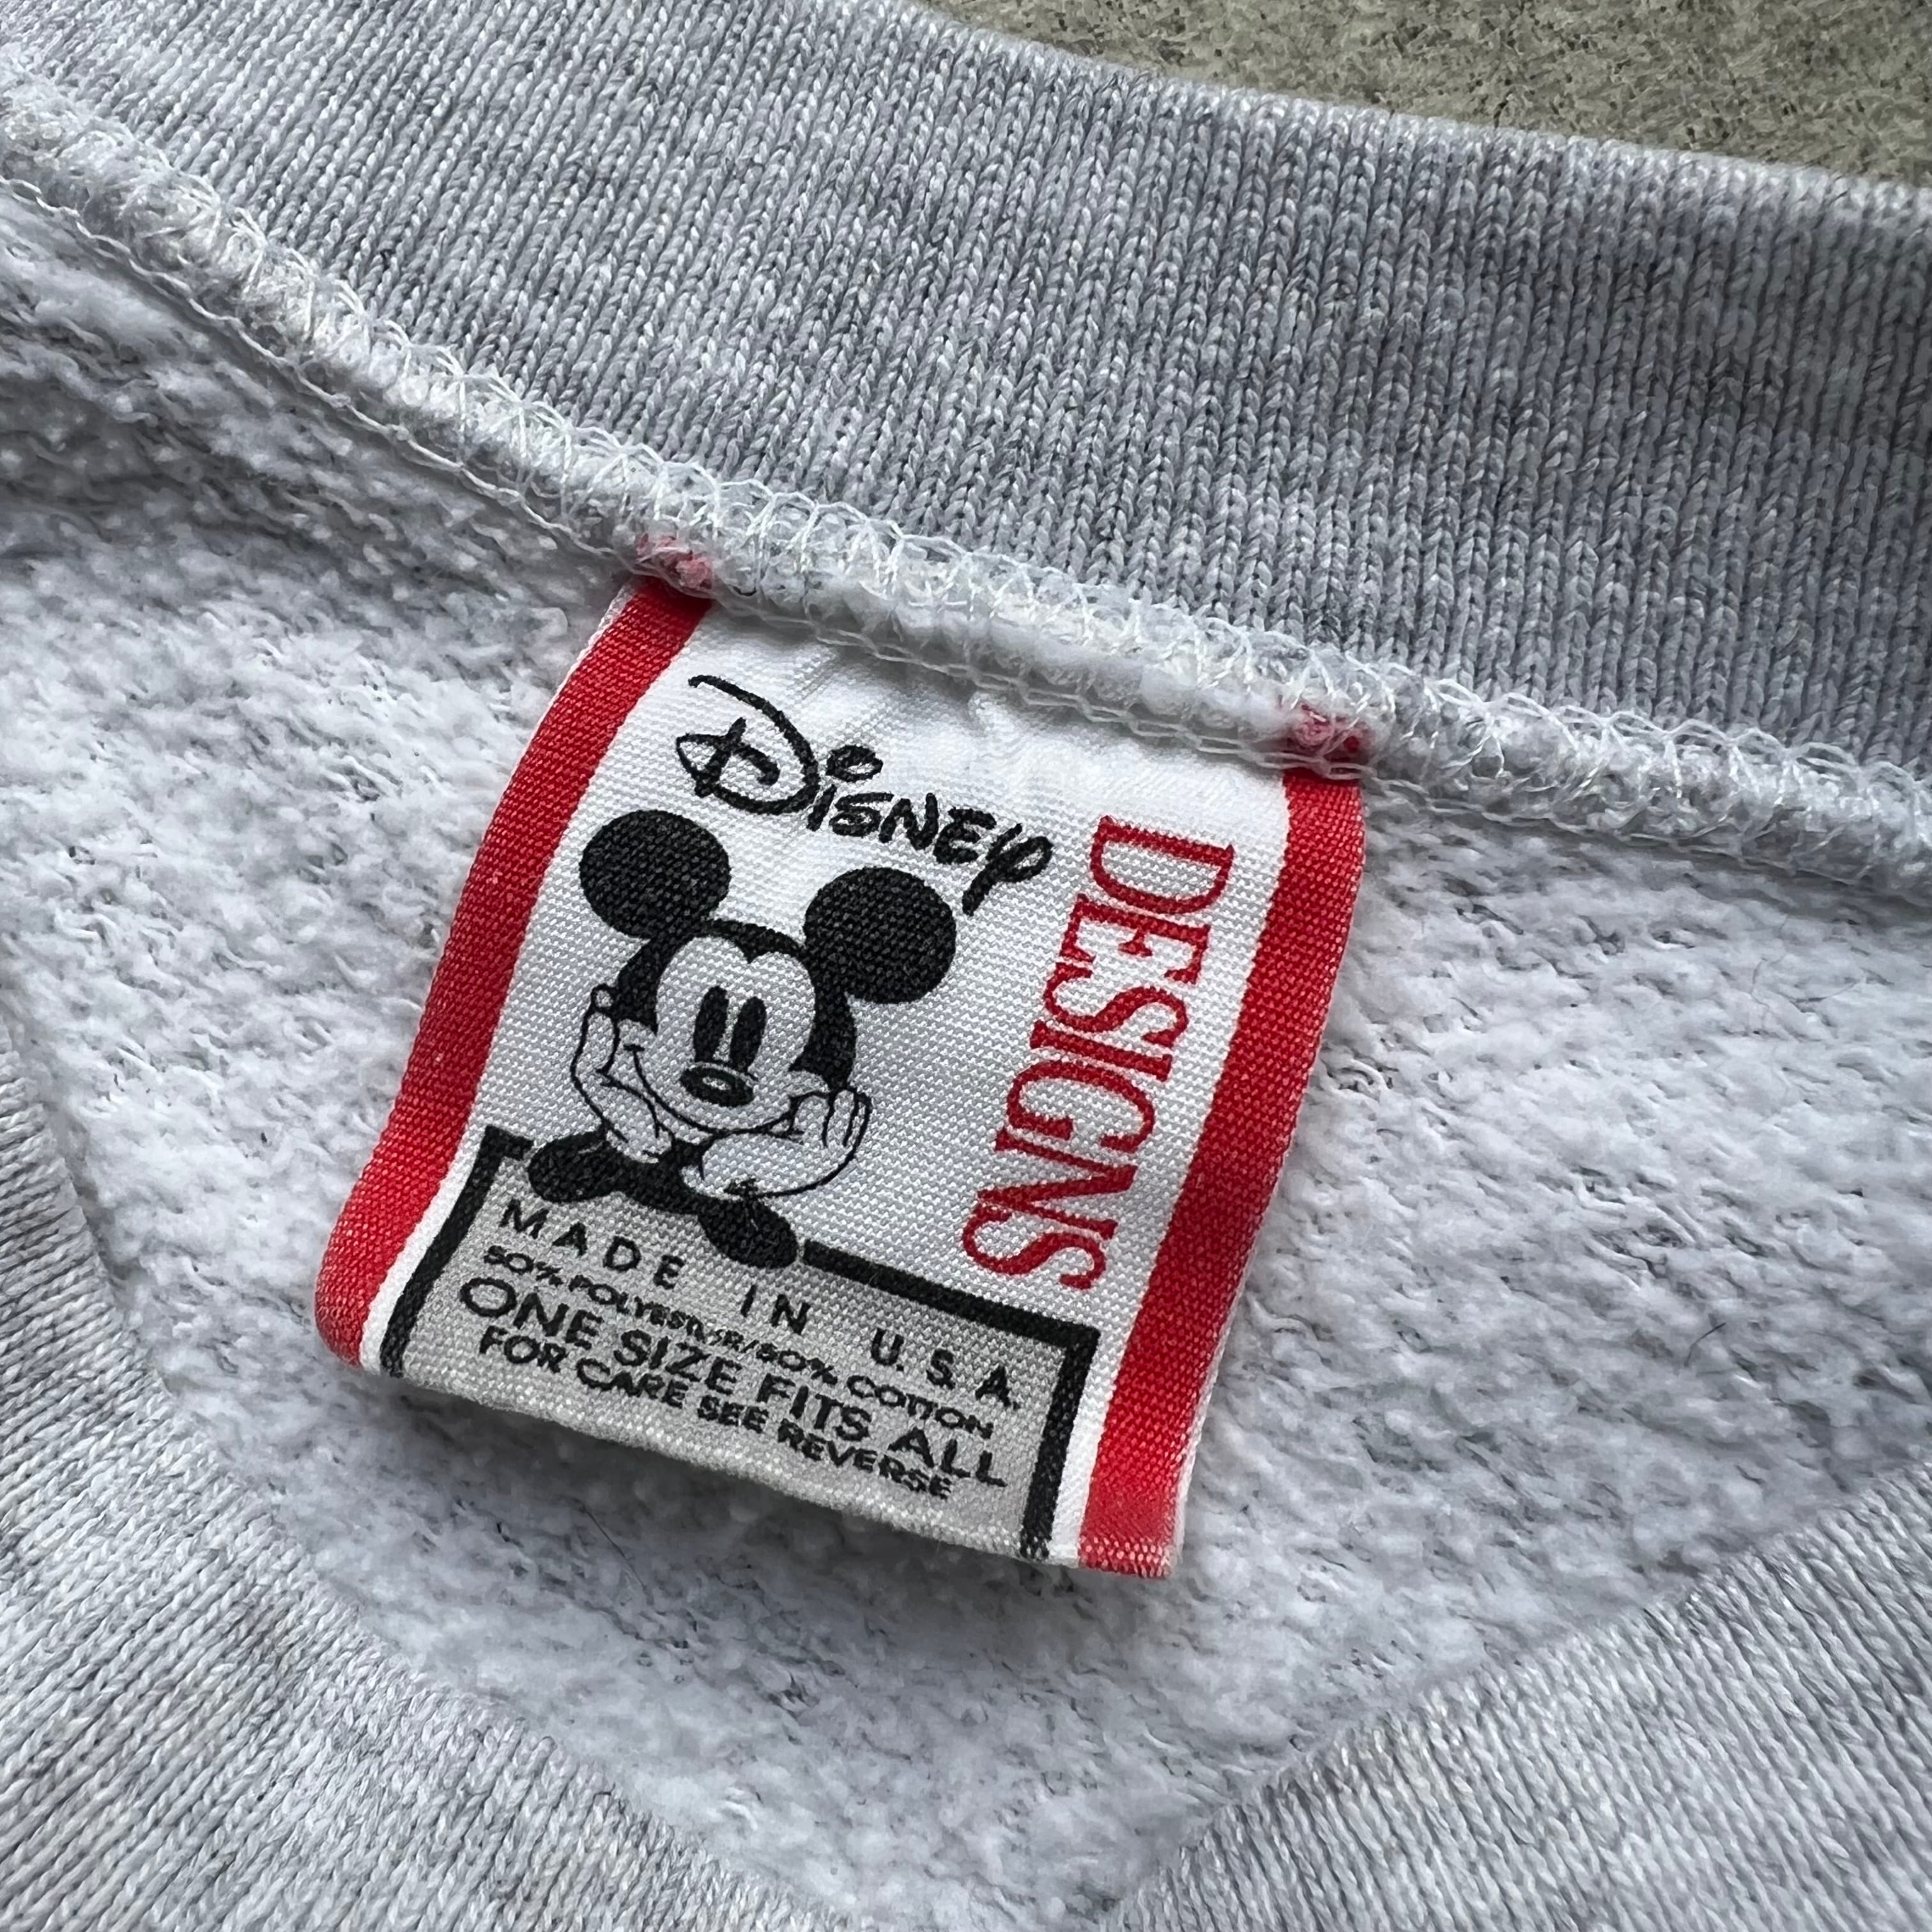 Disney
DESIGNS
MADE IN U.S.A.
50% POLYESTER/50% COTTON
ONE SIZE FITS ALL
FOR CARE SEE REVERSE